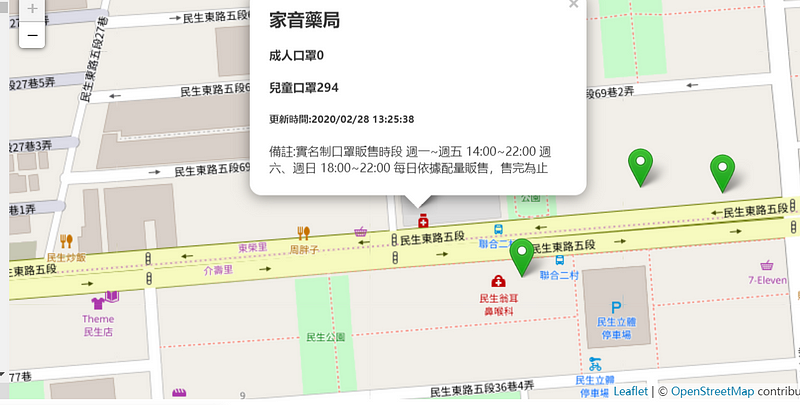 +
−
×
家音藥局
成人口罩0
兒童口罩294
更新時間:2020/02/28 13:25:38
備註:實名制口罩販售時段 週一~週五 14:00~22:00 週
六、週日 18:00~22:00 每日依據配量販售，售完為止
民生東路五段27巷
民生東路五段6
段27巷5弄
民生東路五段6
段69巷2弄
段27巷3弄
民生東路五段69
巷1弄
公園
民生東路五段
民生炒飯
東榮里
周胖子
民生東路五段
聯合二村
民生東路五段
主東路五段
介壽里
聯合二村
7-Eleven
Theme
民生店
民生翁耳
鼻喉科
P
民生立體
停車場
民生公園
77巷
9
民生東路五段36巷4弄
民生立體
停車場
Leaflet | © OpenStreetMap contribu